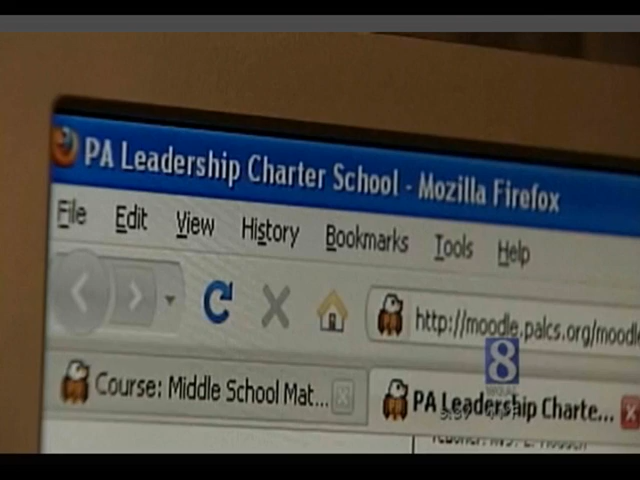 PA Leadership Charter School - Mozilla Firefox
File Edit View History Bookmarks Tools Help
http://moodle.palcs.org/moodle
8
Course: Middle School Mat...
PA Leadership Charte...